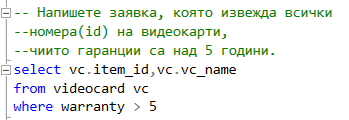 -- Напишете заявка, която извежда всички
--номера(id) на видеокарти,
--чиито гаранции са над 5 години.
select vc.item_id,vc.vc_name
from videocard vc
where warranty > 5